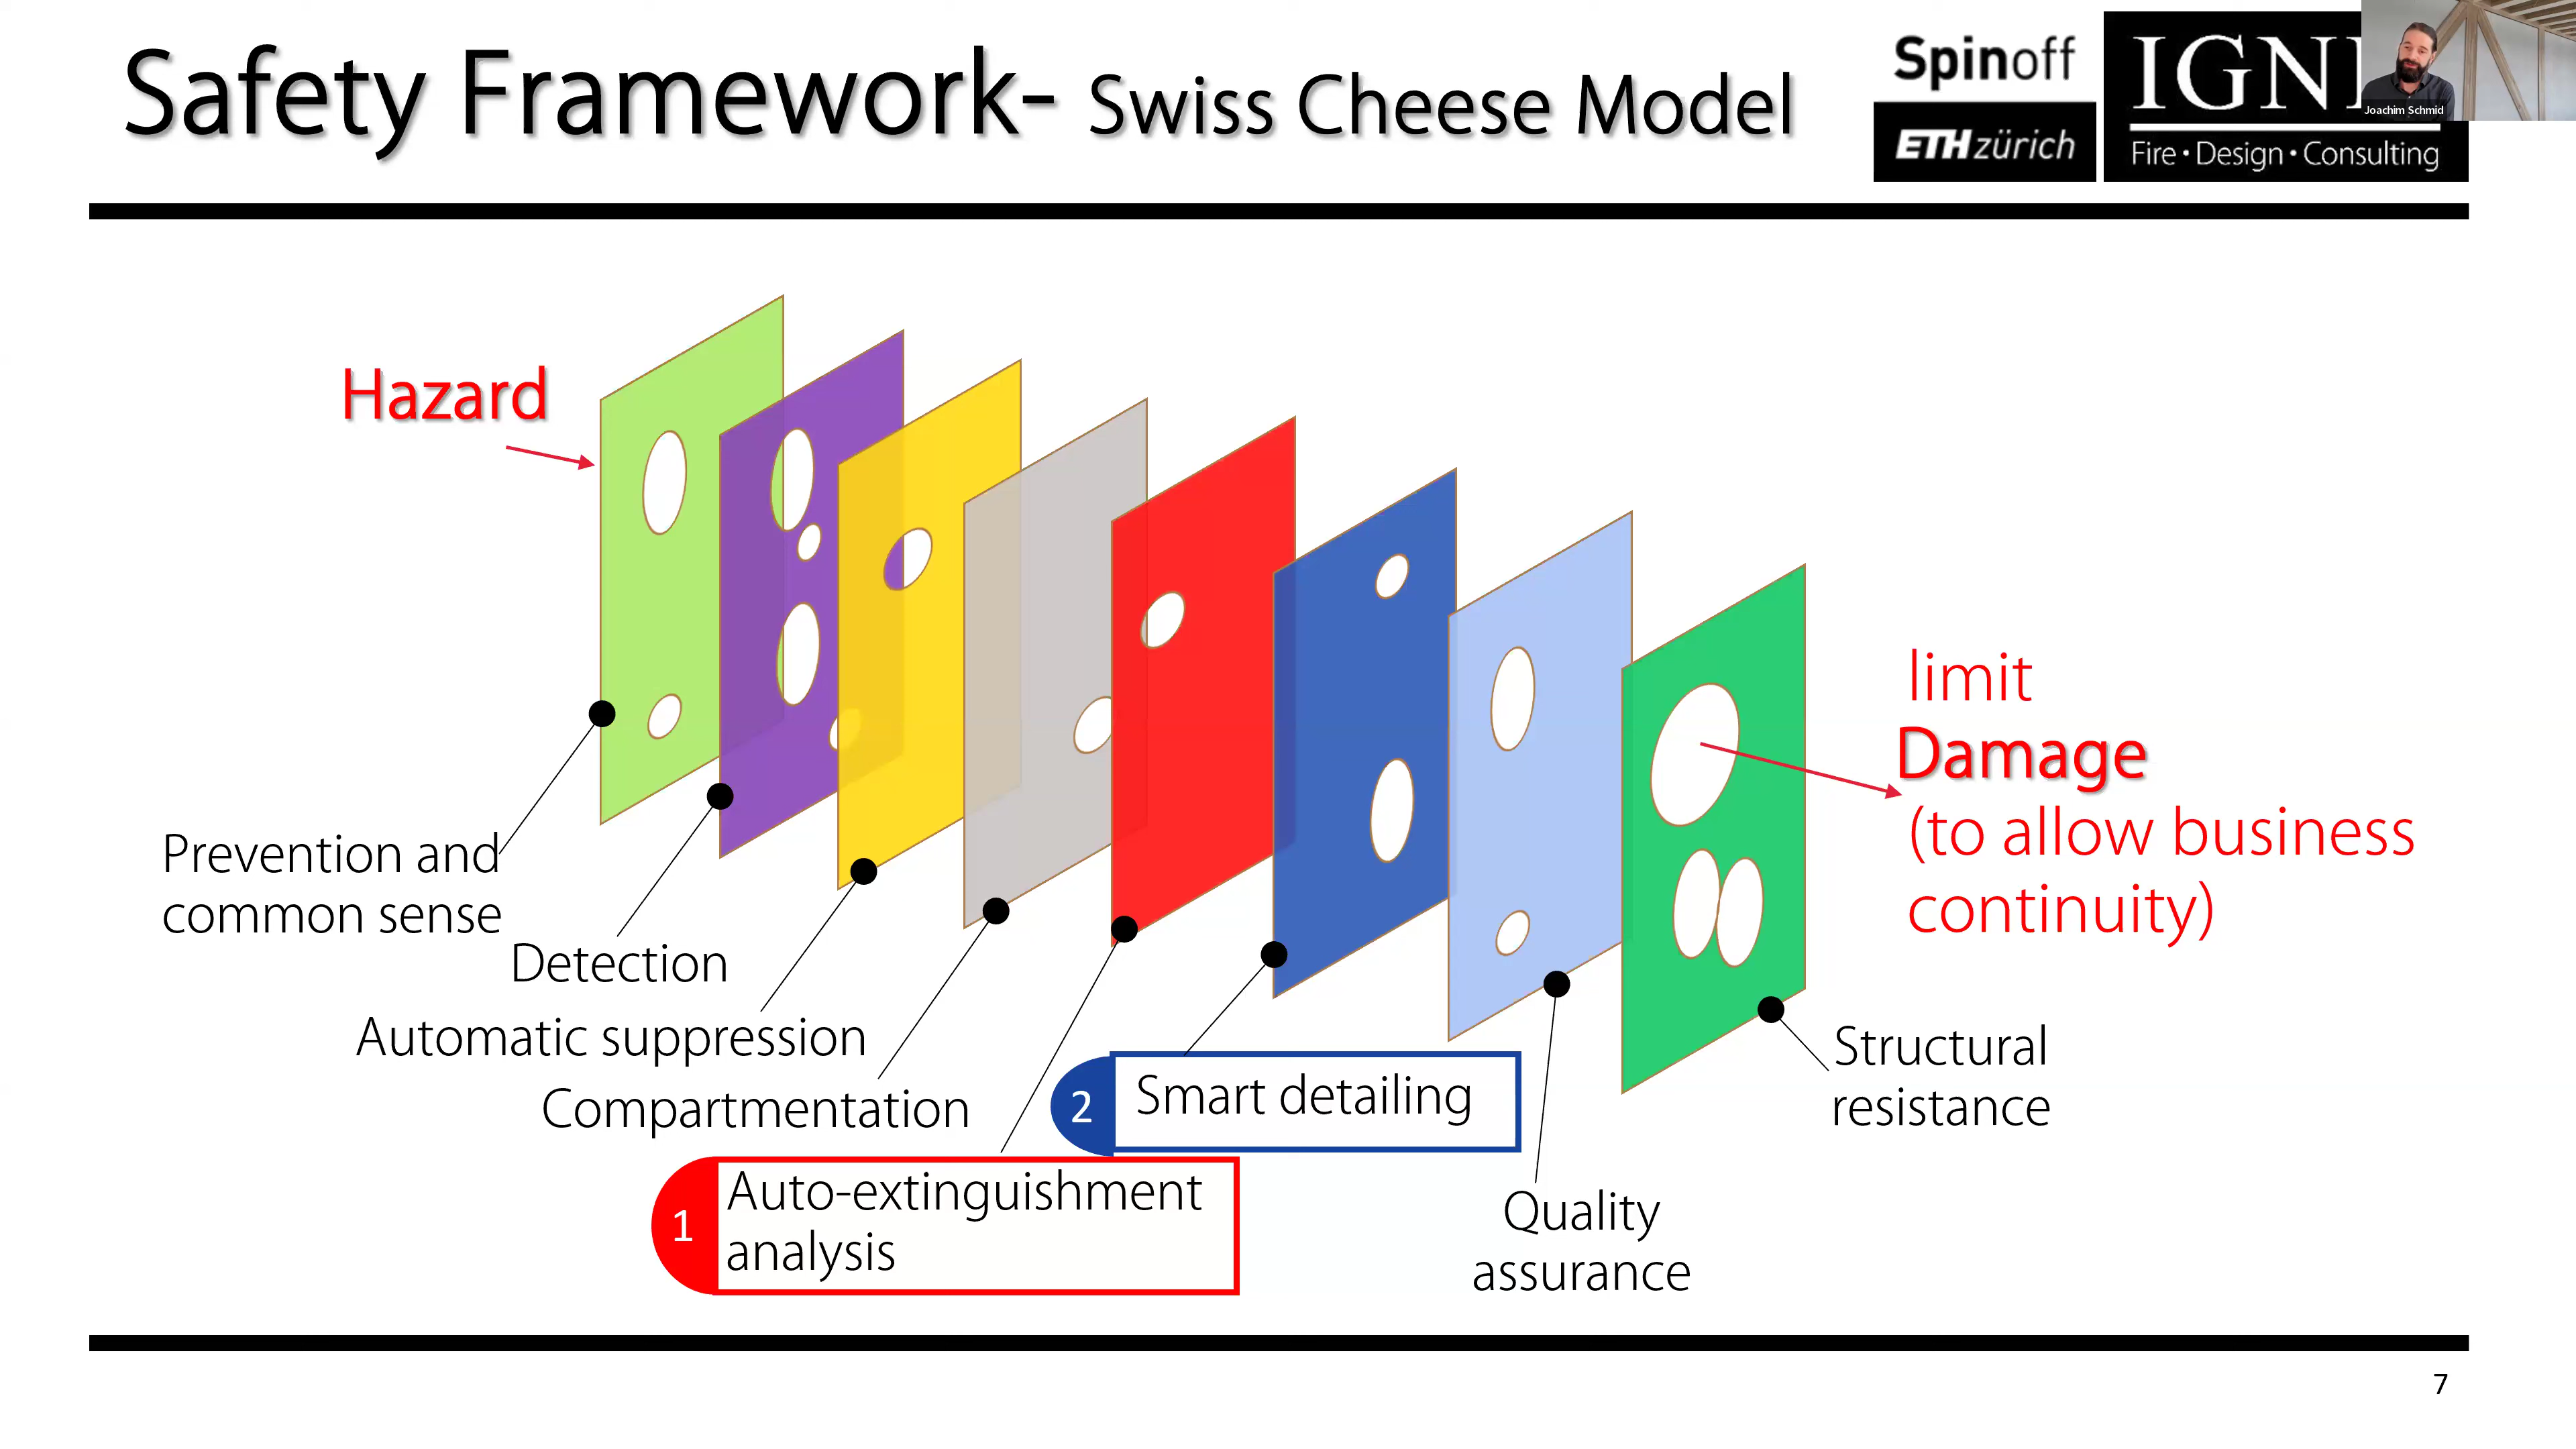 Safety Framework- Swiss Cheese Model
Spinoff
ETH zürich
Joachim Schmid
Fire • Design • Consulting
Hazard
limit
Damage
(to allow business
continuity)
Prevention and
common sense
Detection
Automatic suppression
Compartmentation
1
Auto-extinguishment
analysis
2
Smart detailing
Quality
assurance
Structural
resistance
7